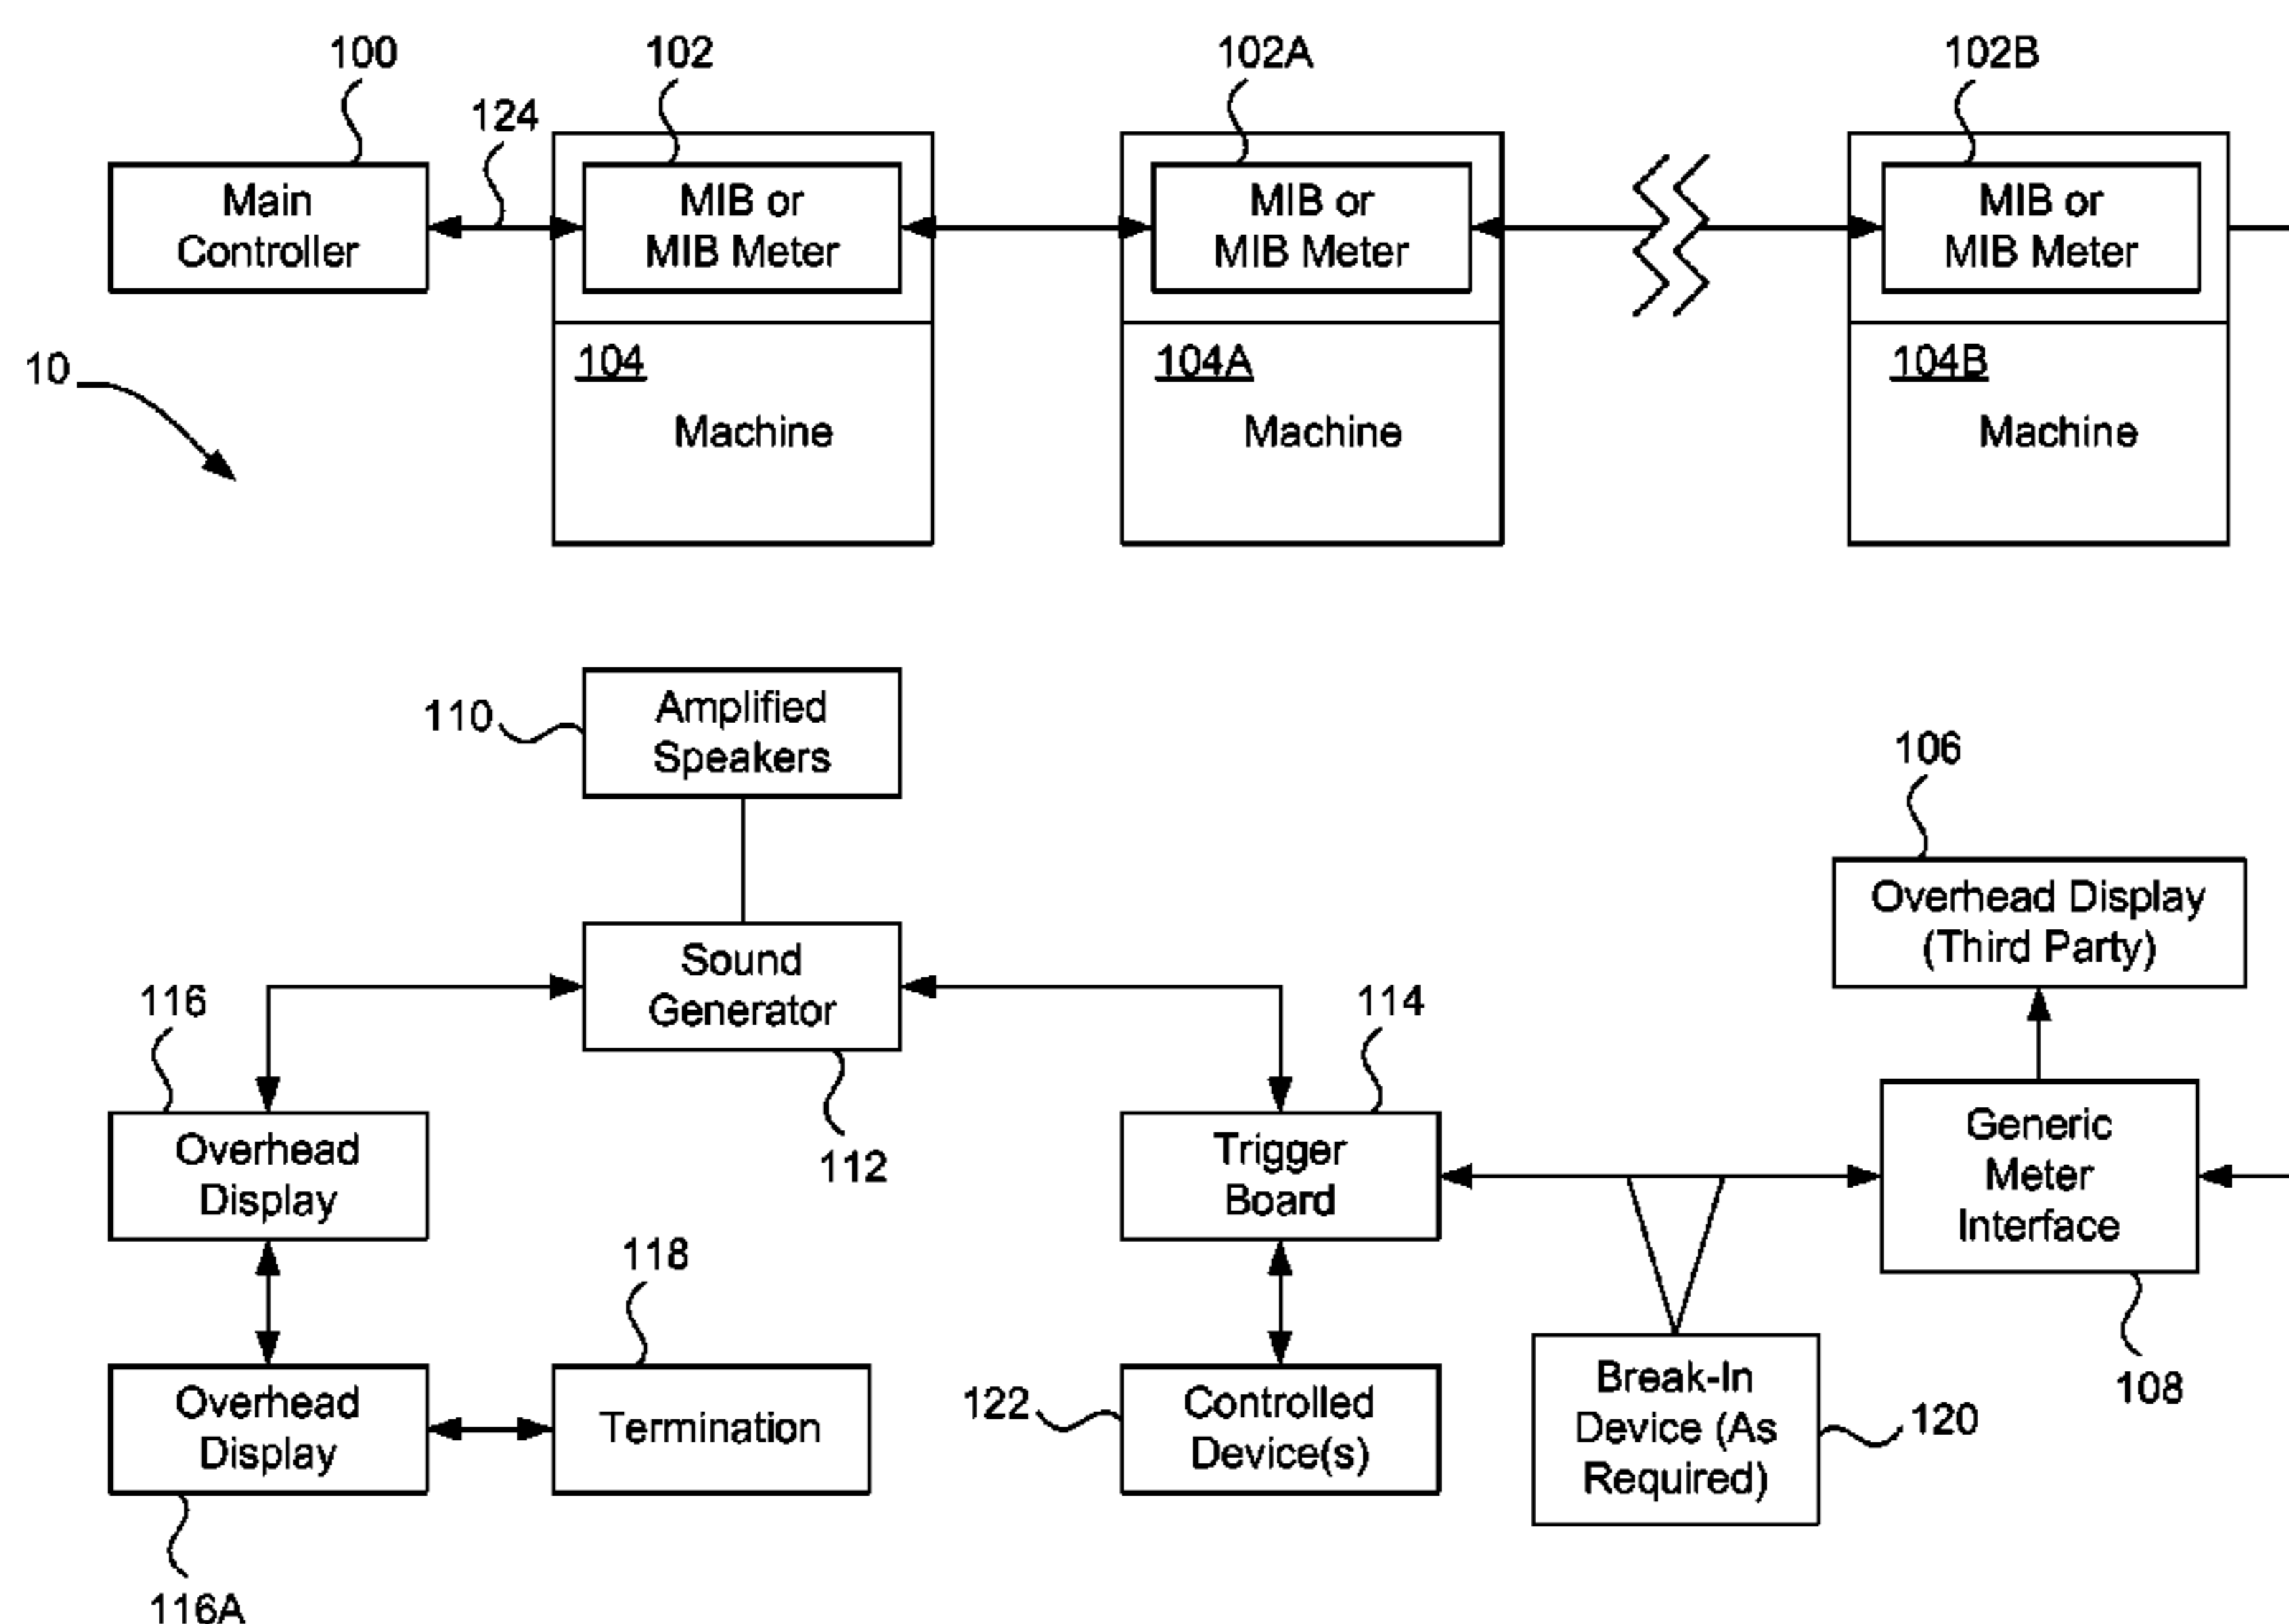 100
102
102A
102B
124
Main
Controller
MIB or
MIB Meter
MIB or
MIB Meter
MIB or
MIB Meter
10
104
Machine
104A
Machine
104B
Machine
110
Amplified
Speakers
106
Overhead Display
(Third Party)
Sound
Generator
112
116
Overhead
Display
114
Trigger
Board
Generic
Meter
Interface
108
118
Overhead
Display
116A
Termination
122
Controlled
Device(s)
Break-In
Device (As
Required)
120